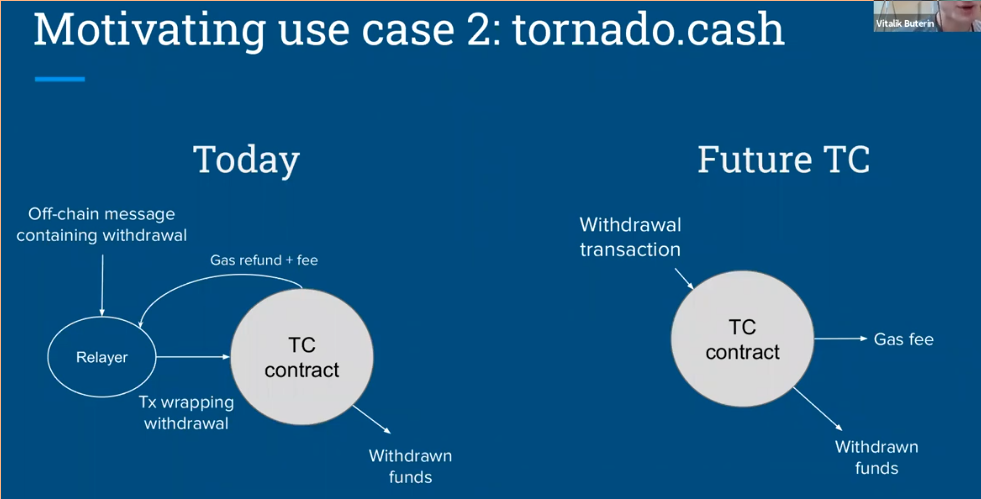 Motivating use case 2: tornado.cash
Vitalik Buterin
Today
Off-chain message
containing withdrawal
Gas refund + fee
Relayer
TC
contract
Tx wrapping
withdrawal
Withdrawn
funds
Future TC
Withdrawal
transaction
TC
contract
Gas fee
Withdrawn
funds